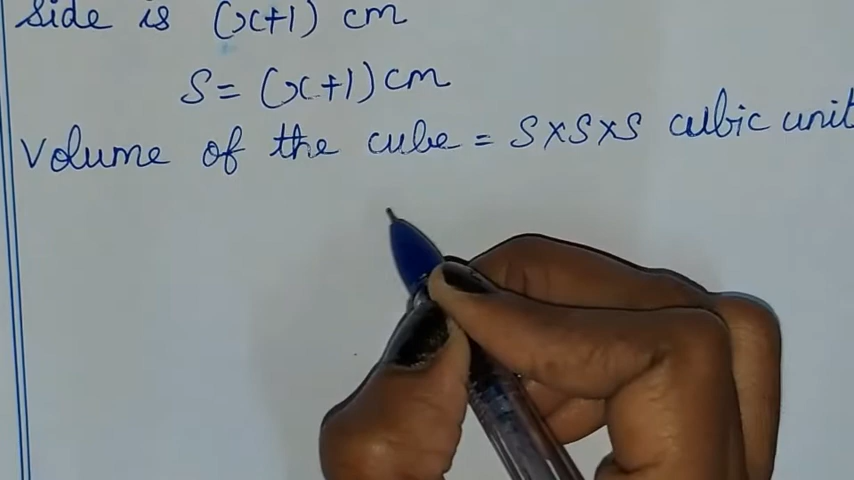 side is (x+1) cm
S = (x+1) cm
Volume of the cube = S×S×S cubic unit